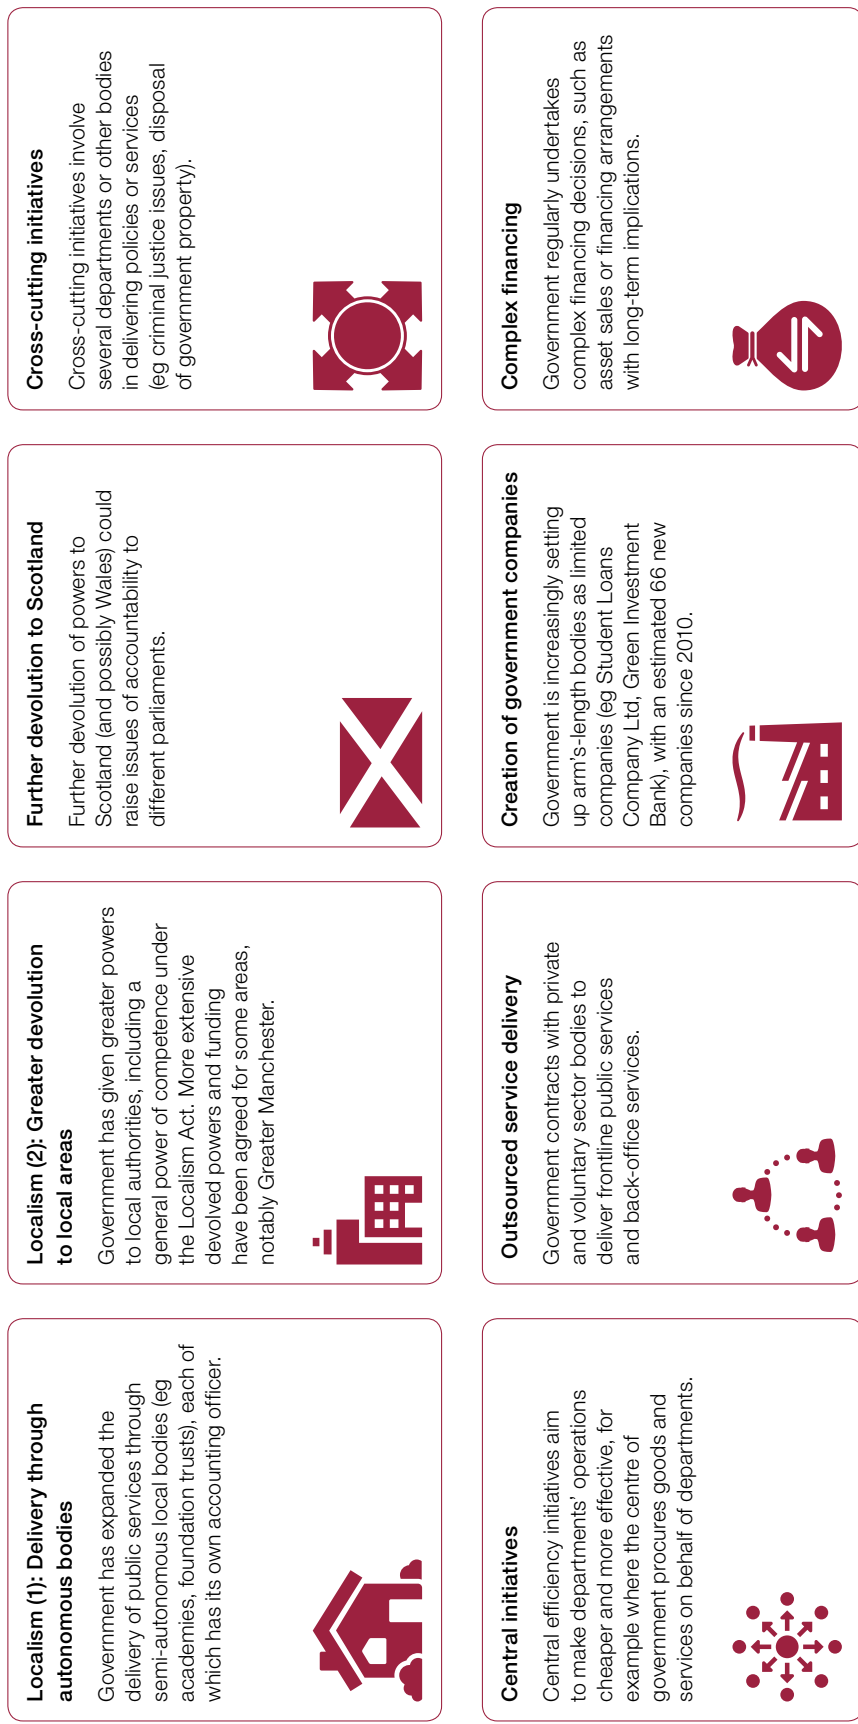 Localism (1): Delivery through
autonomous bodies
Government has expanded the
delivery of public services through
semi-autonomous local bodies (eg
academies, foundation trusts), each of
which has its own accounting officer.
Localism (2): Greater devolution
to local areas
Government has given greater powers
to local authorities, including a
general power of competence under
the Localism Act. More extensive
devolved powers and funding
have been agreed for some areas,
notably Greater Manchester.
Further devolution to Scotland
Further devolution of powers to
Scotland (and possibly Wales) could
raise issues of accountability to
different parliaments.
Cross-cutting initiatives
Cross-cutting initiatives involve
several departments or other bodies
in delivering policies or services
(eg criminal justice issues, disposal
of government property).
Central initiatives
Central efficiency initiatives aim
to make departments' operations
cheaper and more effective, for
example where the centre of
government procures goods and
services on behalf of departments.
Outsourced service delivery
Government contracts with private
and voluntary sector bodies to
deliver frontline public services
and back-office services.
Creation of government companies
Government is increasingly setting
up arm's-length bodies as limited
companies (eg Student Loans
Company Ltd, Green Investment
Bank), with an estimated 66 new
companies since 2010.
Complex financing
Government regularly undertakes
complex financing decisions, such as
asset sales or financing arrangements
with long-term implications.